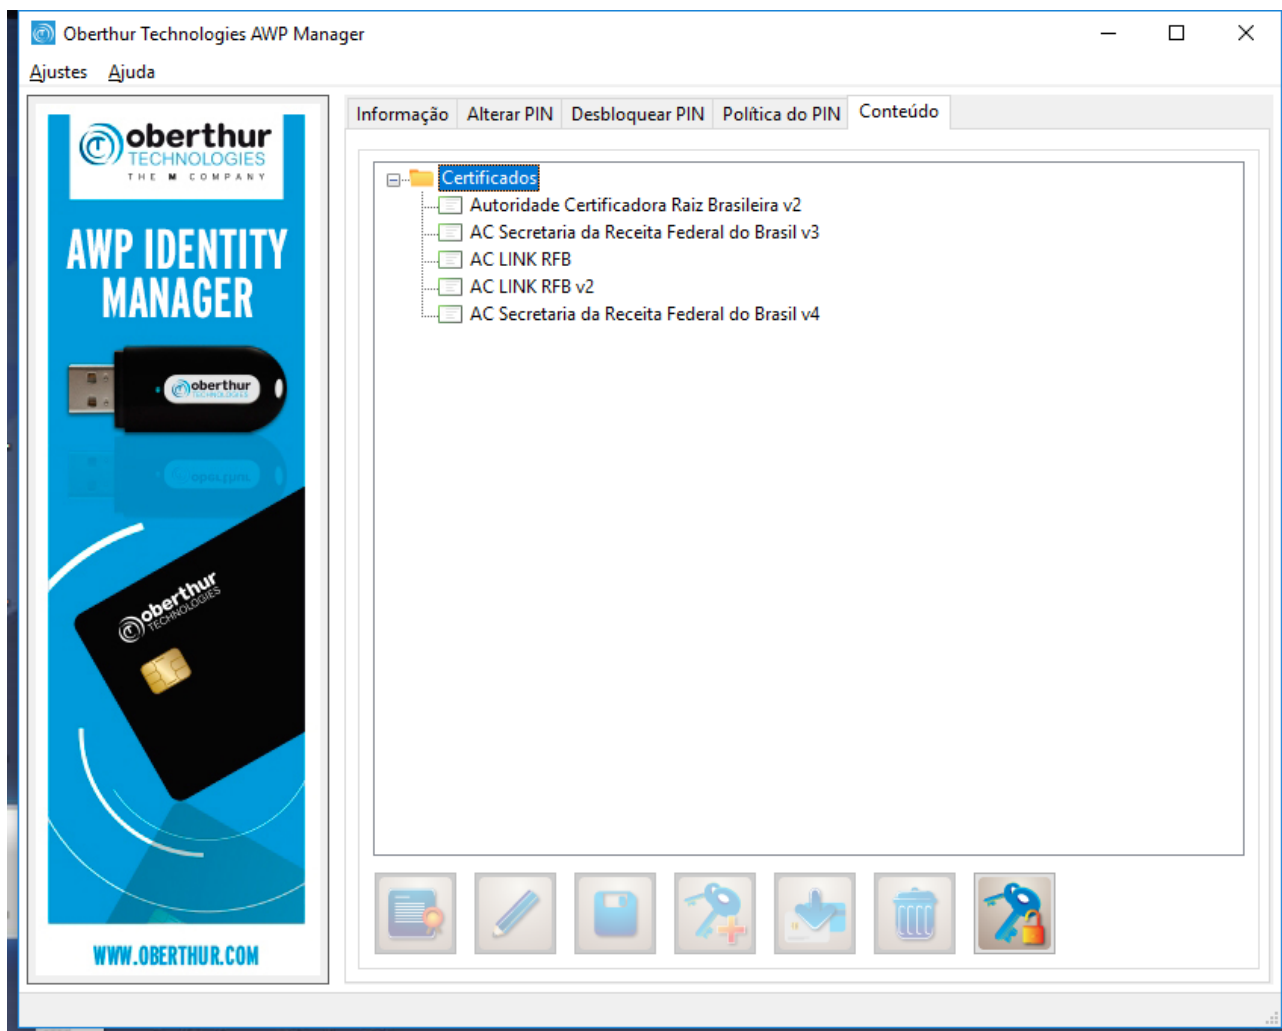 Oberthur Technologies AWP Manager
Ajustes Ajuda
oberthur
TECHNOLOGIES
THE M COMPANY
AWP IDENTITY
MANAGER
oberthur
TECHNOLOGIES
oberthur
oberthur
TECHNOLOGIES
WWW.OBERTHUR.COM
Informação Alterar PIN Desbloquear PIN Política do PIN Conteúdo
Certificados
Autoridade Certificadora Raiz Brasileira v2
AC Secretaria da Receita Federal do Brasil v3
AC LINK RFB
AC LINK RFB v2
AC Secretaria da Receita Federal do Brasil v4